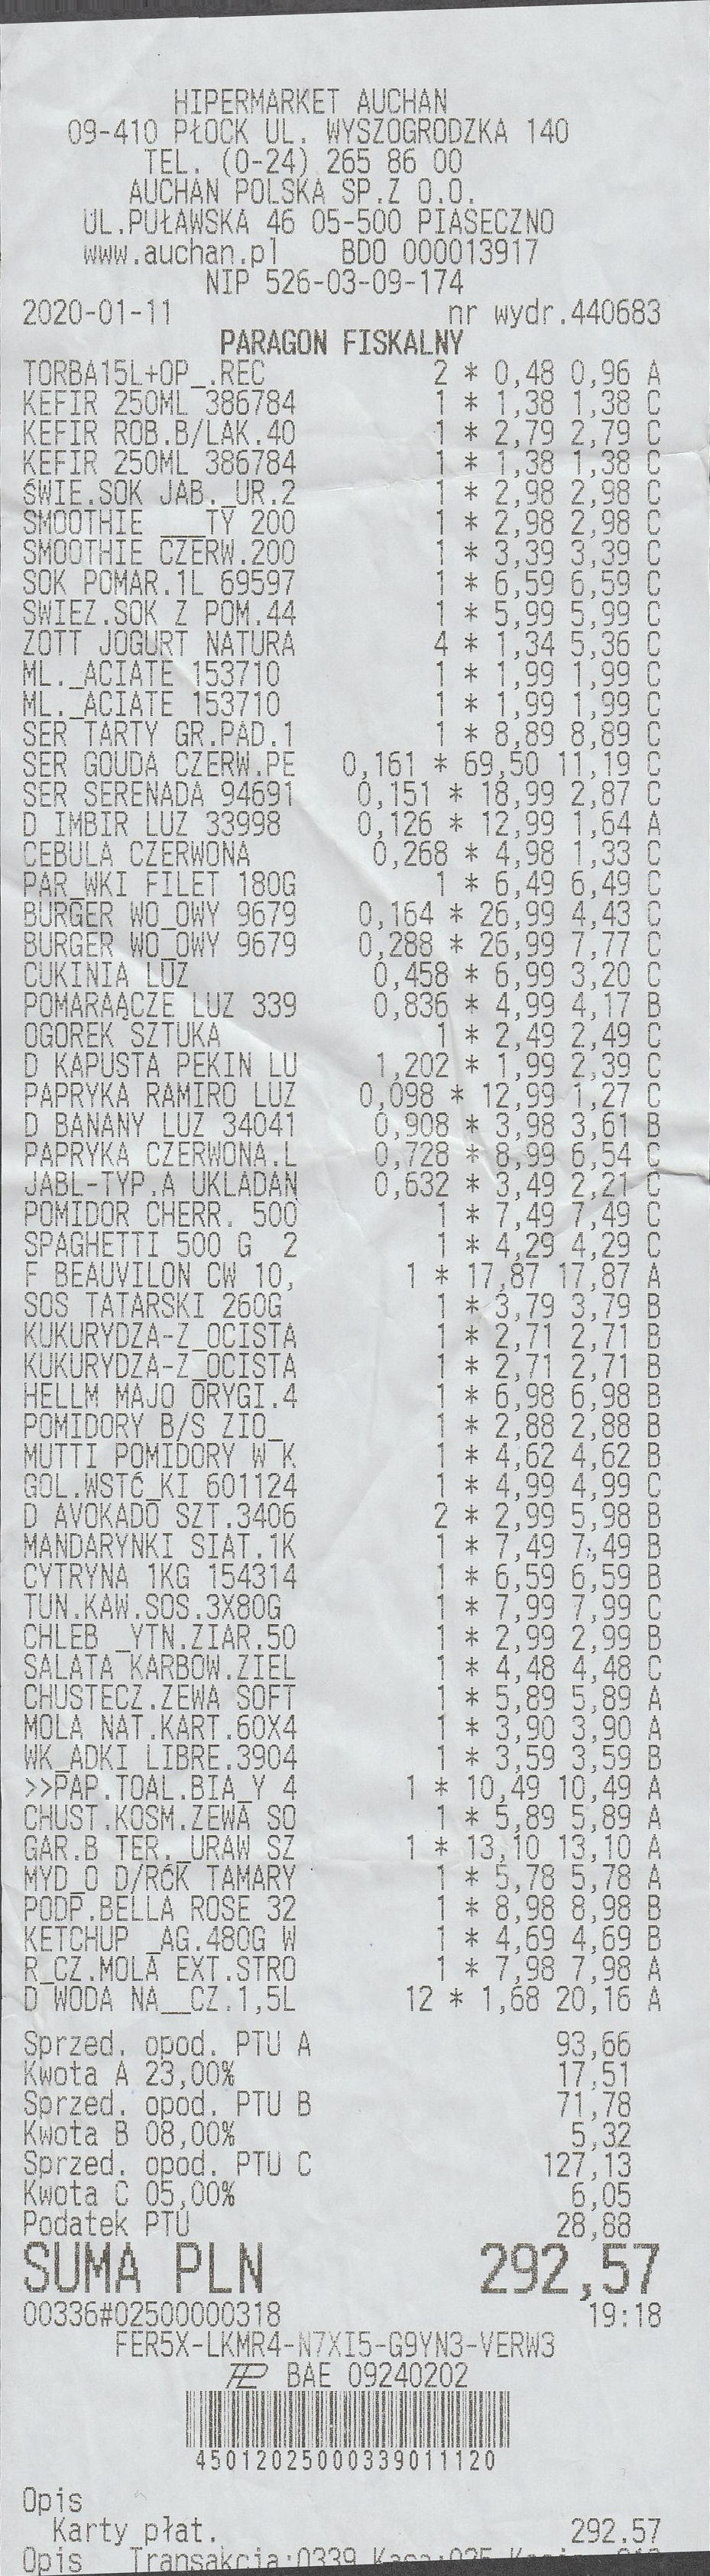 HIPERMARKET AUCHAN
09-410 PŁOCK UL. WYSZOGRODZKA 140
TEL. (0-24) 265 86 00
AUCHAN POLSKA SP.Z O.O.
UL.PUŁAWSKA 46 05-500 PIASECZNO
www.auchan.pl BDO 000013917
NIP 526-03-09-174
2020-01-11 nr wydr.440683
PARAGON FISKALNY
TORBA15L+OP_.REC 2 * 0,48 0,96 A
KEFIR 250ML 386784 1 * 1,38 1,38 C
KEFIR ROB.B/LAK.40 1 * 2,79 2,79 C
KEFIR 250ML 386784 1 * 1,38 1,38 C
ŚWIE.SOK JAB._UR.2 1 * 2,98 2,98 C
SMOOTHIE ___TY 200 1 * 2,98 2,98 C
SMOOTHIE CZERW.200 1 * 3,39 3,39 C
SOK POMAR.1L 69597 1 * 6,59 6,59 C
SWIEZ.SOK Z POM.44 1 * 5,99 5,99 C
ZOTT JOGURT NATURA 4 * 1,34 5,36 C
ML._ACIATE 153710 1 * 1,99 1,99 C
ML._ACIATE 153710 1 * 1,99 1,99 C
SER TARTY GR.PAD.1 1 * 8,89 8,89 C
SER GOUDA CZERW.PE 0,161 * 69,50 11,19 C
SER SERENADA 94691 0,151 * 18,99 2,87 C
D IMBIR LUZ 33998 0,126 * 12,99 1,64 A
CEBULA CZERWONA 0,268 * 4,98 1,33 C
PAR_WKI FILET 180G 1 * 6,49 6,49 C
BURGER WO_OWY 9679 0,164 * 26,99 4,43 C
BURGER WO_OWY 9679 0,288 * 26,99 7,77 C
CUKINIA LUZ 0,458 * 6,99 3,20 C
POMARAĄCZE LUZ 339 0,836 * 4,99 4,17 B
OGOREK SZTUKA 1 * 2,49 2,49 C
D KAPUSTA PEKIN LU 1,202 * 1,99 2,39 C
PAPRYKA RAMIRO LUZ 0,098 * 12,99 1,27 C
D BANANY LUZ 34041 0,908 * 3,98 3,61 B
PAPRYKA CZERWONA.L 0,728 * 8,99 6,54 C
JABL-TYP.A UKLADAN 0,632 * 3,49 2,21 C
POMIDOR CHERR. 500 1 * 7,49 7,49 C
SPAGHETTI 500 G 2 1 * 4,29 4,29 C
F BEAUVILON CW 10, 1 * 17,87 17,87 A
SOS TATARSKI 260G 1 * 3,79 3,79 B
KUKURYDZA-Z_OCISTA 1 * 2,71 2,71 B
KUKURYDZA-Z_OCISTA 1 * 2,71 2,71 B
HELLM MAJO ORYGI.4 1 * 6,98 6,98 B
POMIDORY B/S ZIO_ 1 * 2,88 2,88 B
MUTTI POMIDORY W K 1 * 4,62 4,62 B
GOL.WSTĆ_KI 601124 1 * 4,99 4,99 C
D AVOKADO SZT.3406 2 * 2,99 5,98 B
MANDARYNKI SIAT.1K 1 * 7,49 7,49 B
CYTRYNA 1KG 154314 1 * 6,59 6,59 B
TUN.KAW.SOS.3X80G 1 * 7,99 7,99 C
CHLEB _YTN.ZIAR.50 1 * 2,99 2,99 B
SALATA KARBOW.ZIEL 1 * 4,48 4,48 C
CHUSTECZ.ZEWA SOFT 1 * 5,89 5,89 A
MOLA NAT.KART.60X4 1 * 3,90 3,90 A
WK_ADKI LIBRE.3904 1 * 3,59 3,59 B
>>PAP.TOAL.BIA_Y 4 1 * 10,49 10,49 A
CHUST.KOSM.ZEWA SO 1 * 5,89 5,89 A
GAR.B TER._URAW SZ 1 * 13,10 13,10 A
MYD_O D/RĆK TAMARY 1 * 5,78 5,78 A
PODP.BELLA ROSE 32 1 * 8,98 8,98 B
KETCHUP _AG.480G W 1 * 4,69 4,69 B
R_CZ.MOLA EXT.STRO 1 * 7,98 7,98 A
D WODA NA__CZ.1,5L 12 * 1,68 20,16 A
Sprzed. opod. PTU A 93,66
Kwota A 23,00% 17,51
Sprzed. opod. PTU B 71,78
Kwota B 08,00% 5,32
Sprzed. opod. PTU C 127,13
Kwota C 05,00% 6,05
Podatek PTU 28,88
SUMA PLN 292,57
00336#02500000318 19:18
FER5X-LKMR4-N7XI5-G9YN3-VERW3
BAE 09240202
450120250000339011120
Opis
Karty płat. 292.57
Opis Transakcja:0339 Kasa:025